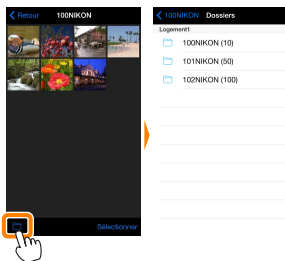 Retour 100NIKON
Sélectionner
100NIKON Dossiers
Logement1
100NIKON (10)
101NIKON (50)
102NIKON (100)